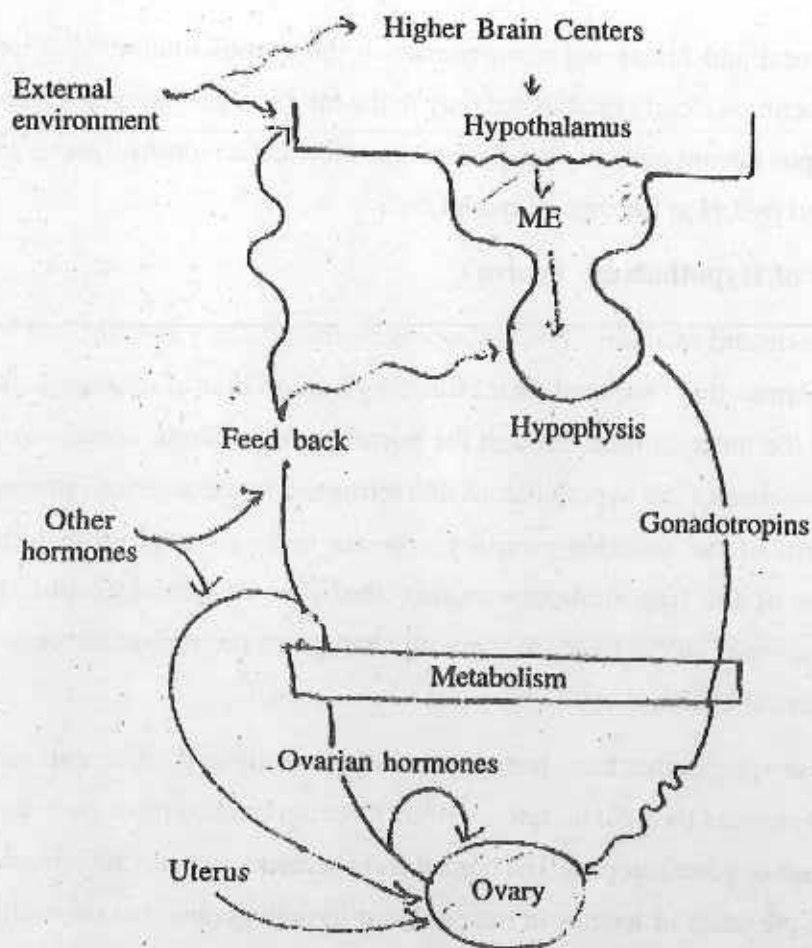 Higher Brain Centers
External
environment
Hypothalamus
ME
Hypophysis
Feed back
Other
hormones
Gonadotropins
Metabolism
Ovarian hormones
Uterus
Ovary